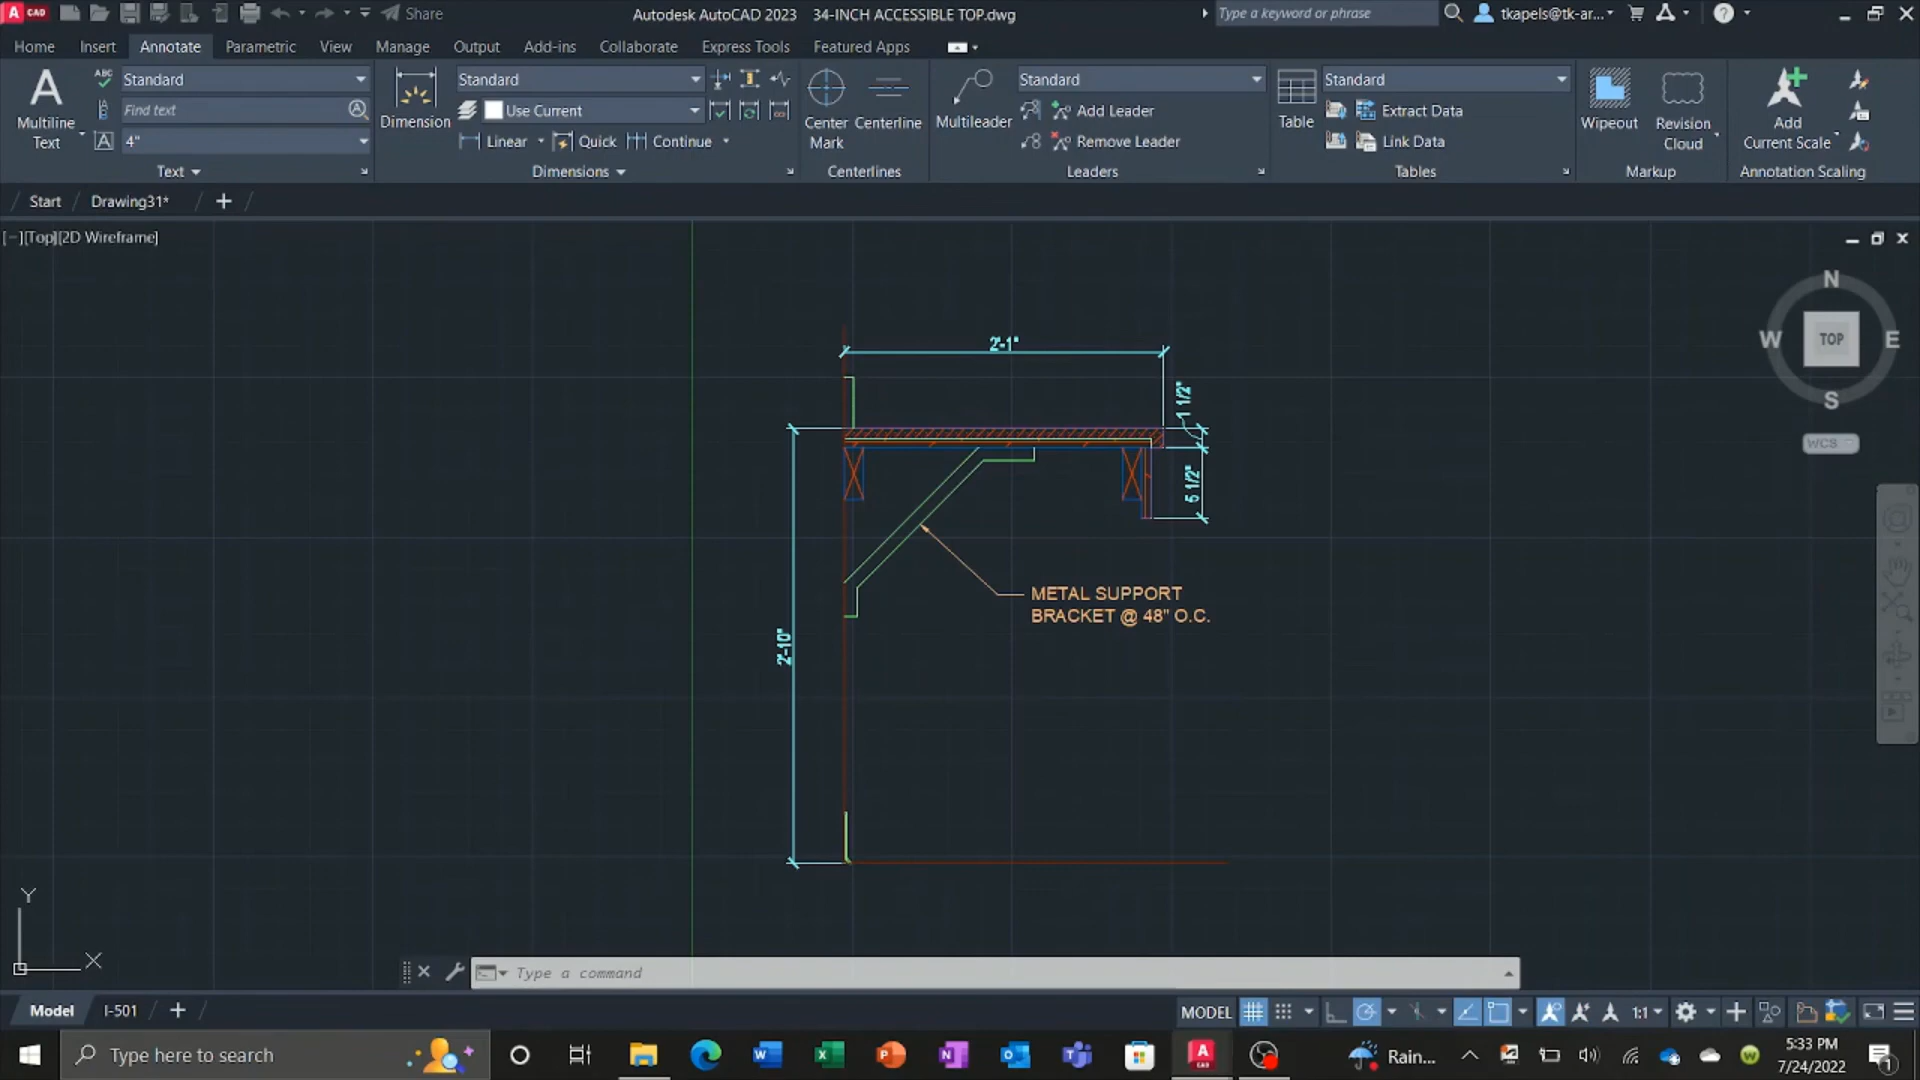 CAD Share Autodesk AutoCAD 2023 34-INCH ACCESSIBLE TOP.dwg Type a keyword or phrase tkapels@tk-ar...
Home Insert Annotate Parametric View Manage Output Add-ins Collaborate Express Tools Featured Apps
Standard Standard Standard Standard
Find text Use Current Add Leader Extract Data
Multiline Text Dimension Center Mark Centerline Multileader Table Wipeout Revision Cloud Add Current Scale
4" Linear Quick Continue Remove Leader Link Data
Text Dimensions Centerlines Leaders Tables Markup Annotation Scaling
Start Drawing31*
[−][Top][2D Wireframe]
N
W TOP E
S
WCS
2'-1"
1 1/2"
5 1/2"
METAL SUPPORT
BRACKET @ 48" O.C.
2'-10"
Y
X
Type a command
Model I-501 MODEL 1:1
Type here to search Rain... 5:33 PM
7/24/2022
1